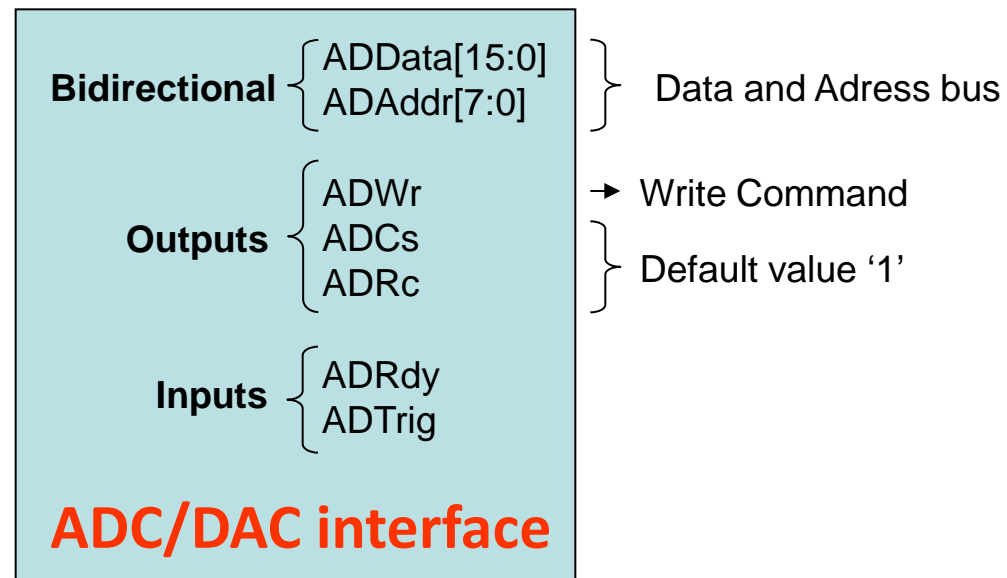 Bidirectional
ADData[15:0]
ADAddr[7:0]
Data and Adress bus
Outputs
ADWr
ADCs
ADRc
Write Command
Default value ‘1’
Inputs
ADRdy
ADTrig
ADC/DAC interface